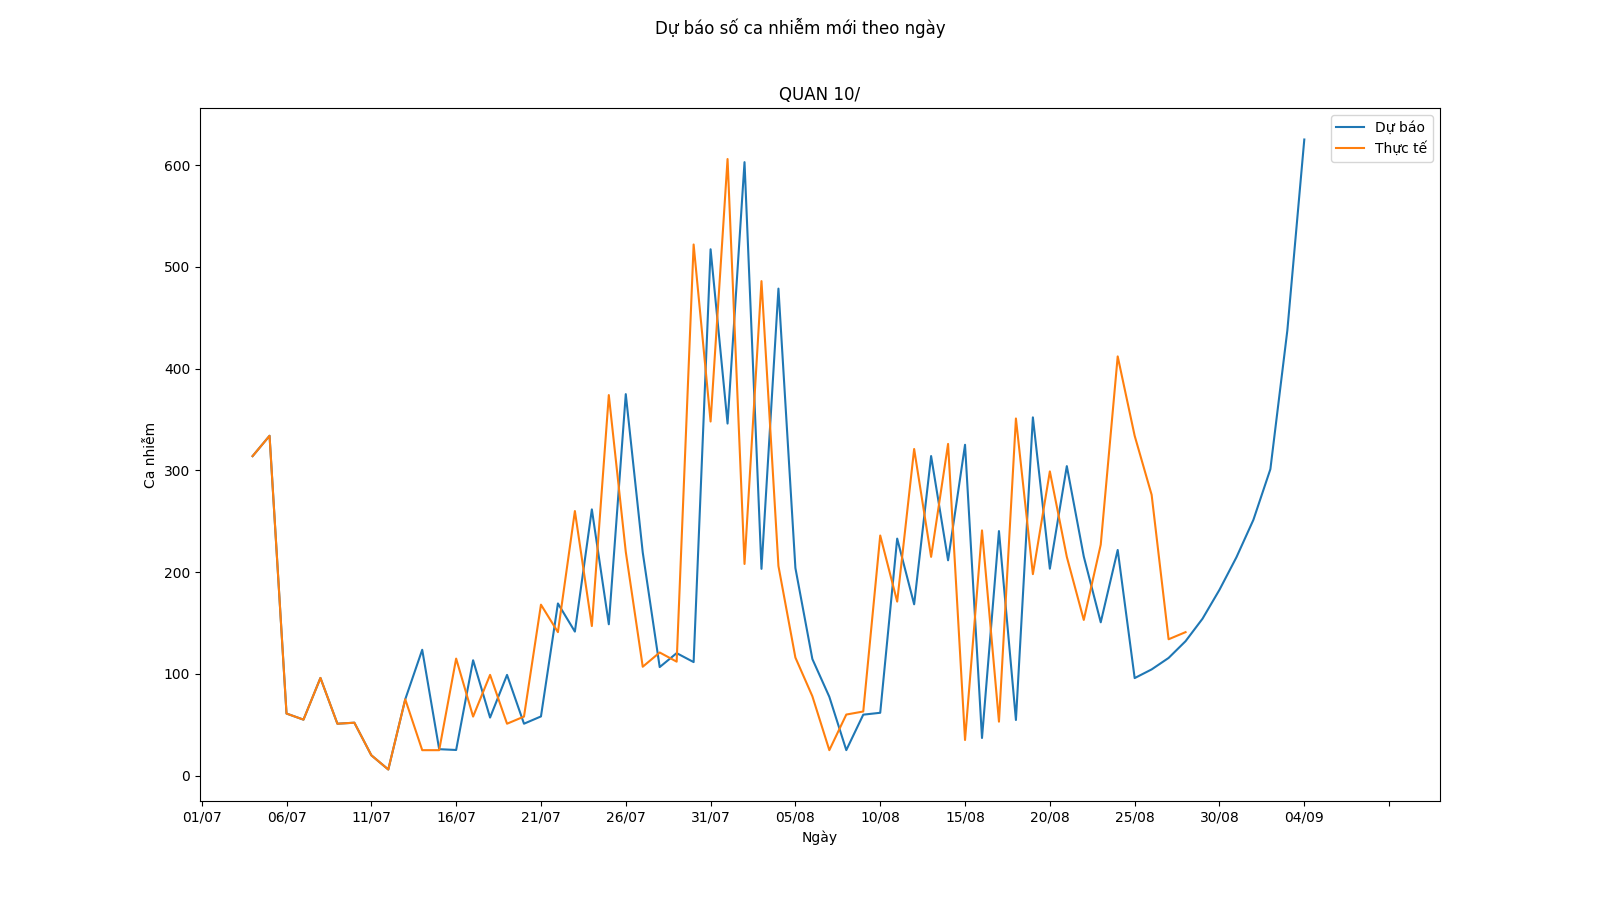 Dự báo số ca nhiễm mới theo ngày
QUAN 10/
Dự báo
Thực tế
600
500
400
300
200
100
0
Ca nhiễm
01/07 06/07 11/07 16/07 21/07 26/07 31/07 05/08 10/08 15/08 20/08 25/08 30/08 04/09
Ngày